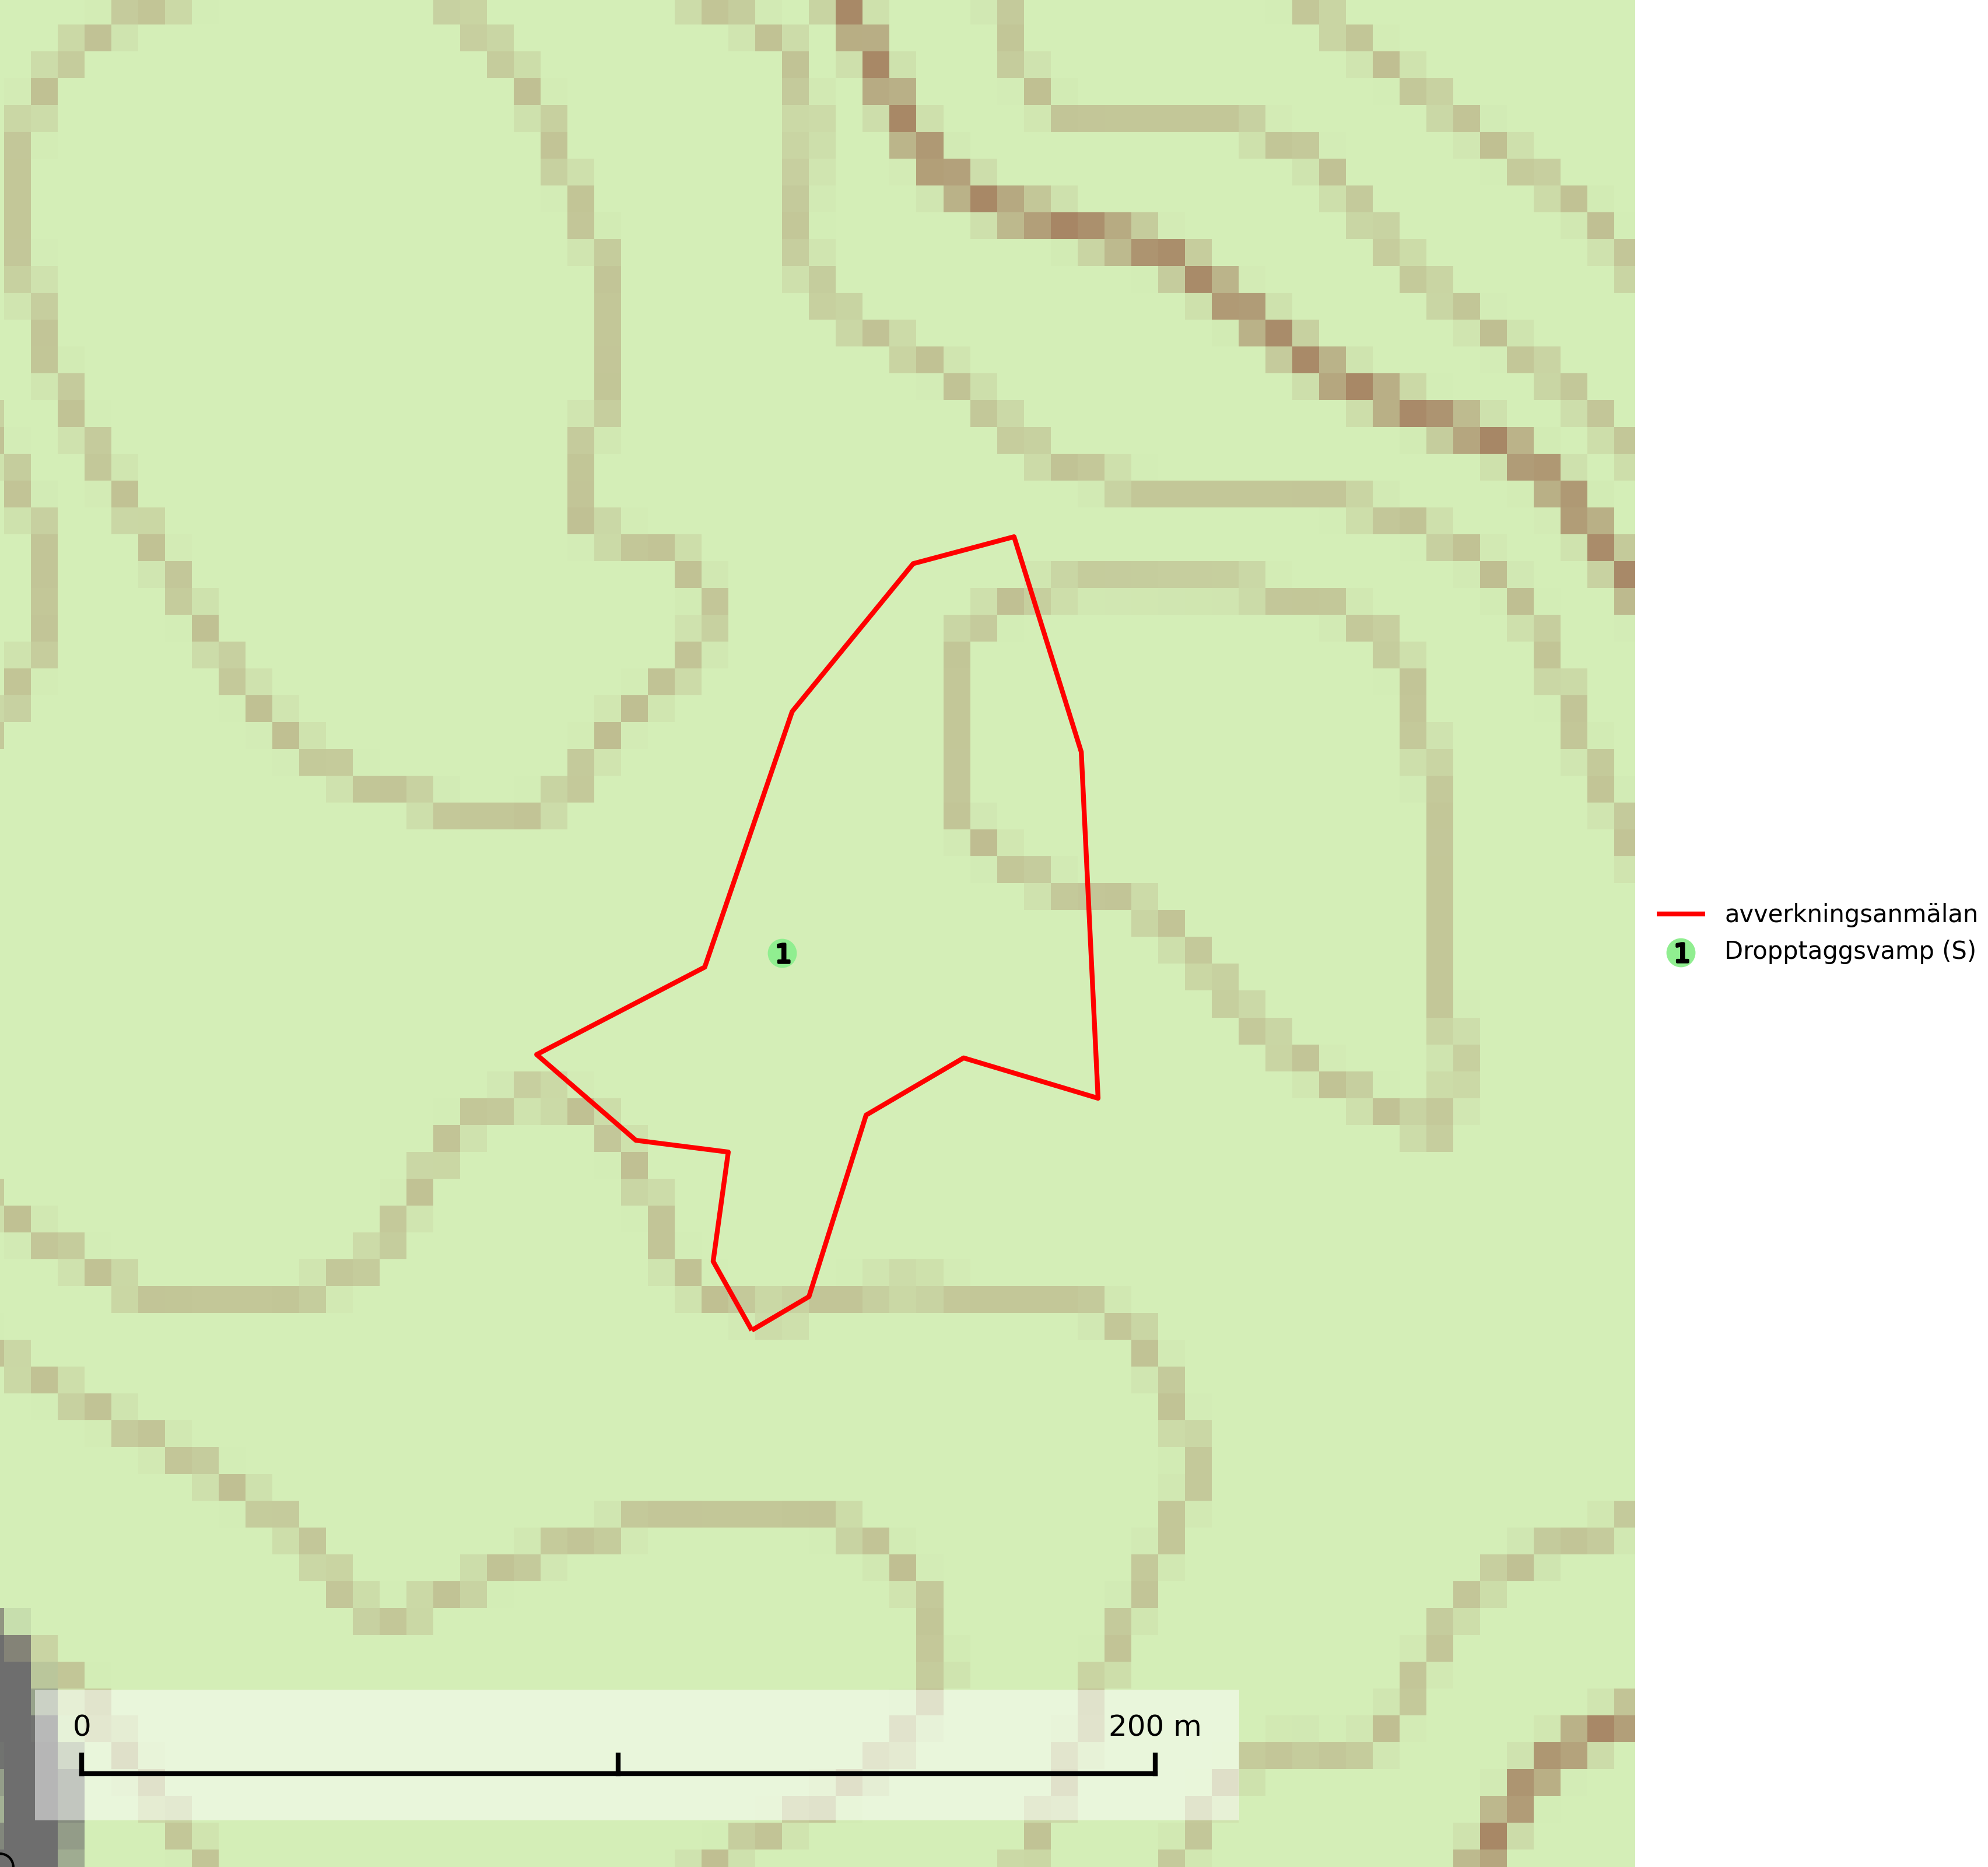 1
avverkningsanmälan
1 Dropptaggsvamp (S)
0 200 m